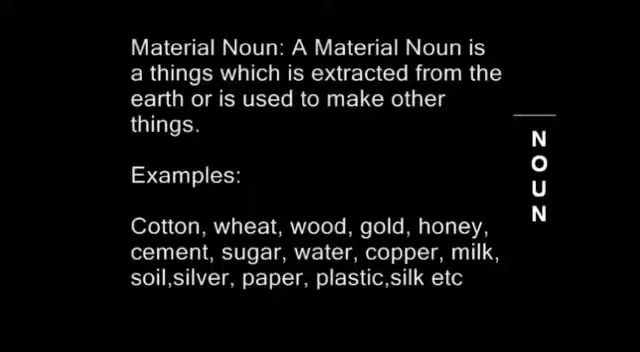 Material Noun: A Material Noun is
a things which is extracted from the
earth or is used to make other
things.
Examples:
Cotton, wheat, wood, gold, honey,
cement, sugar, water, copper, milk,
soil,silver, paper, plastic,silk etc
NOUN